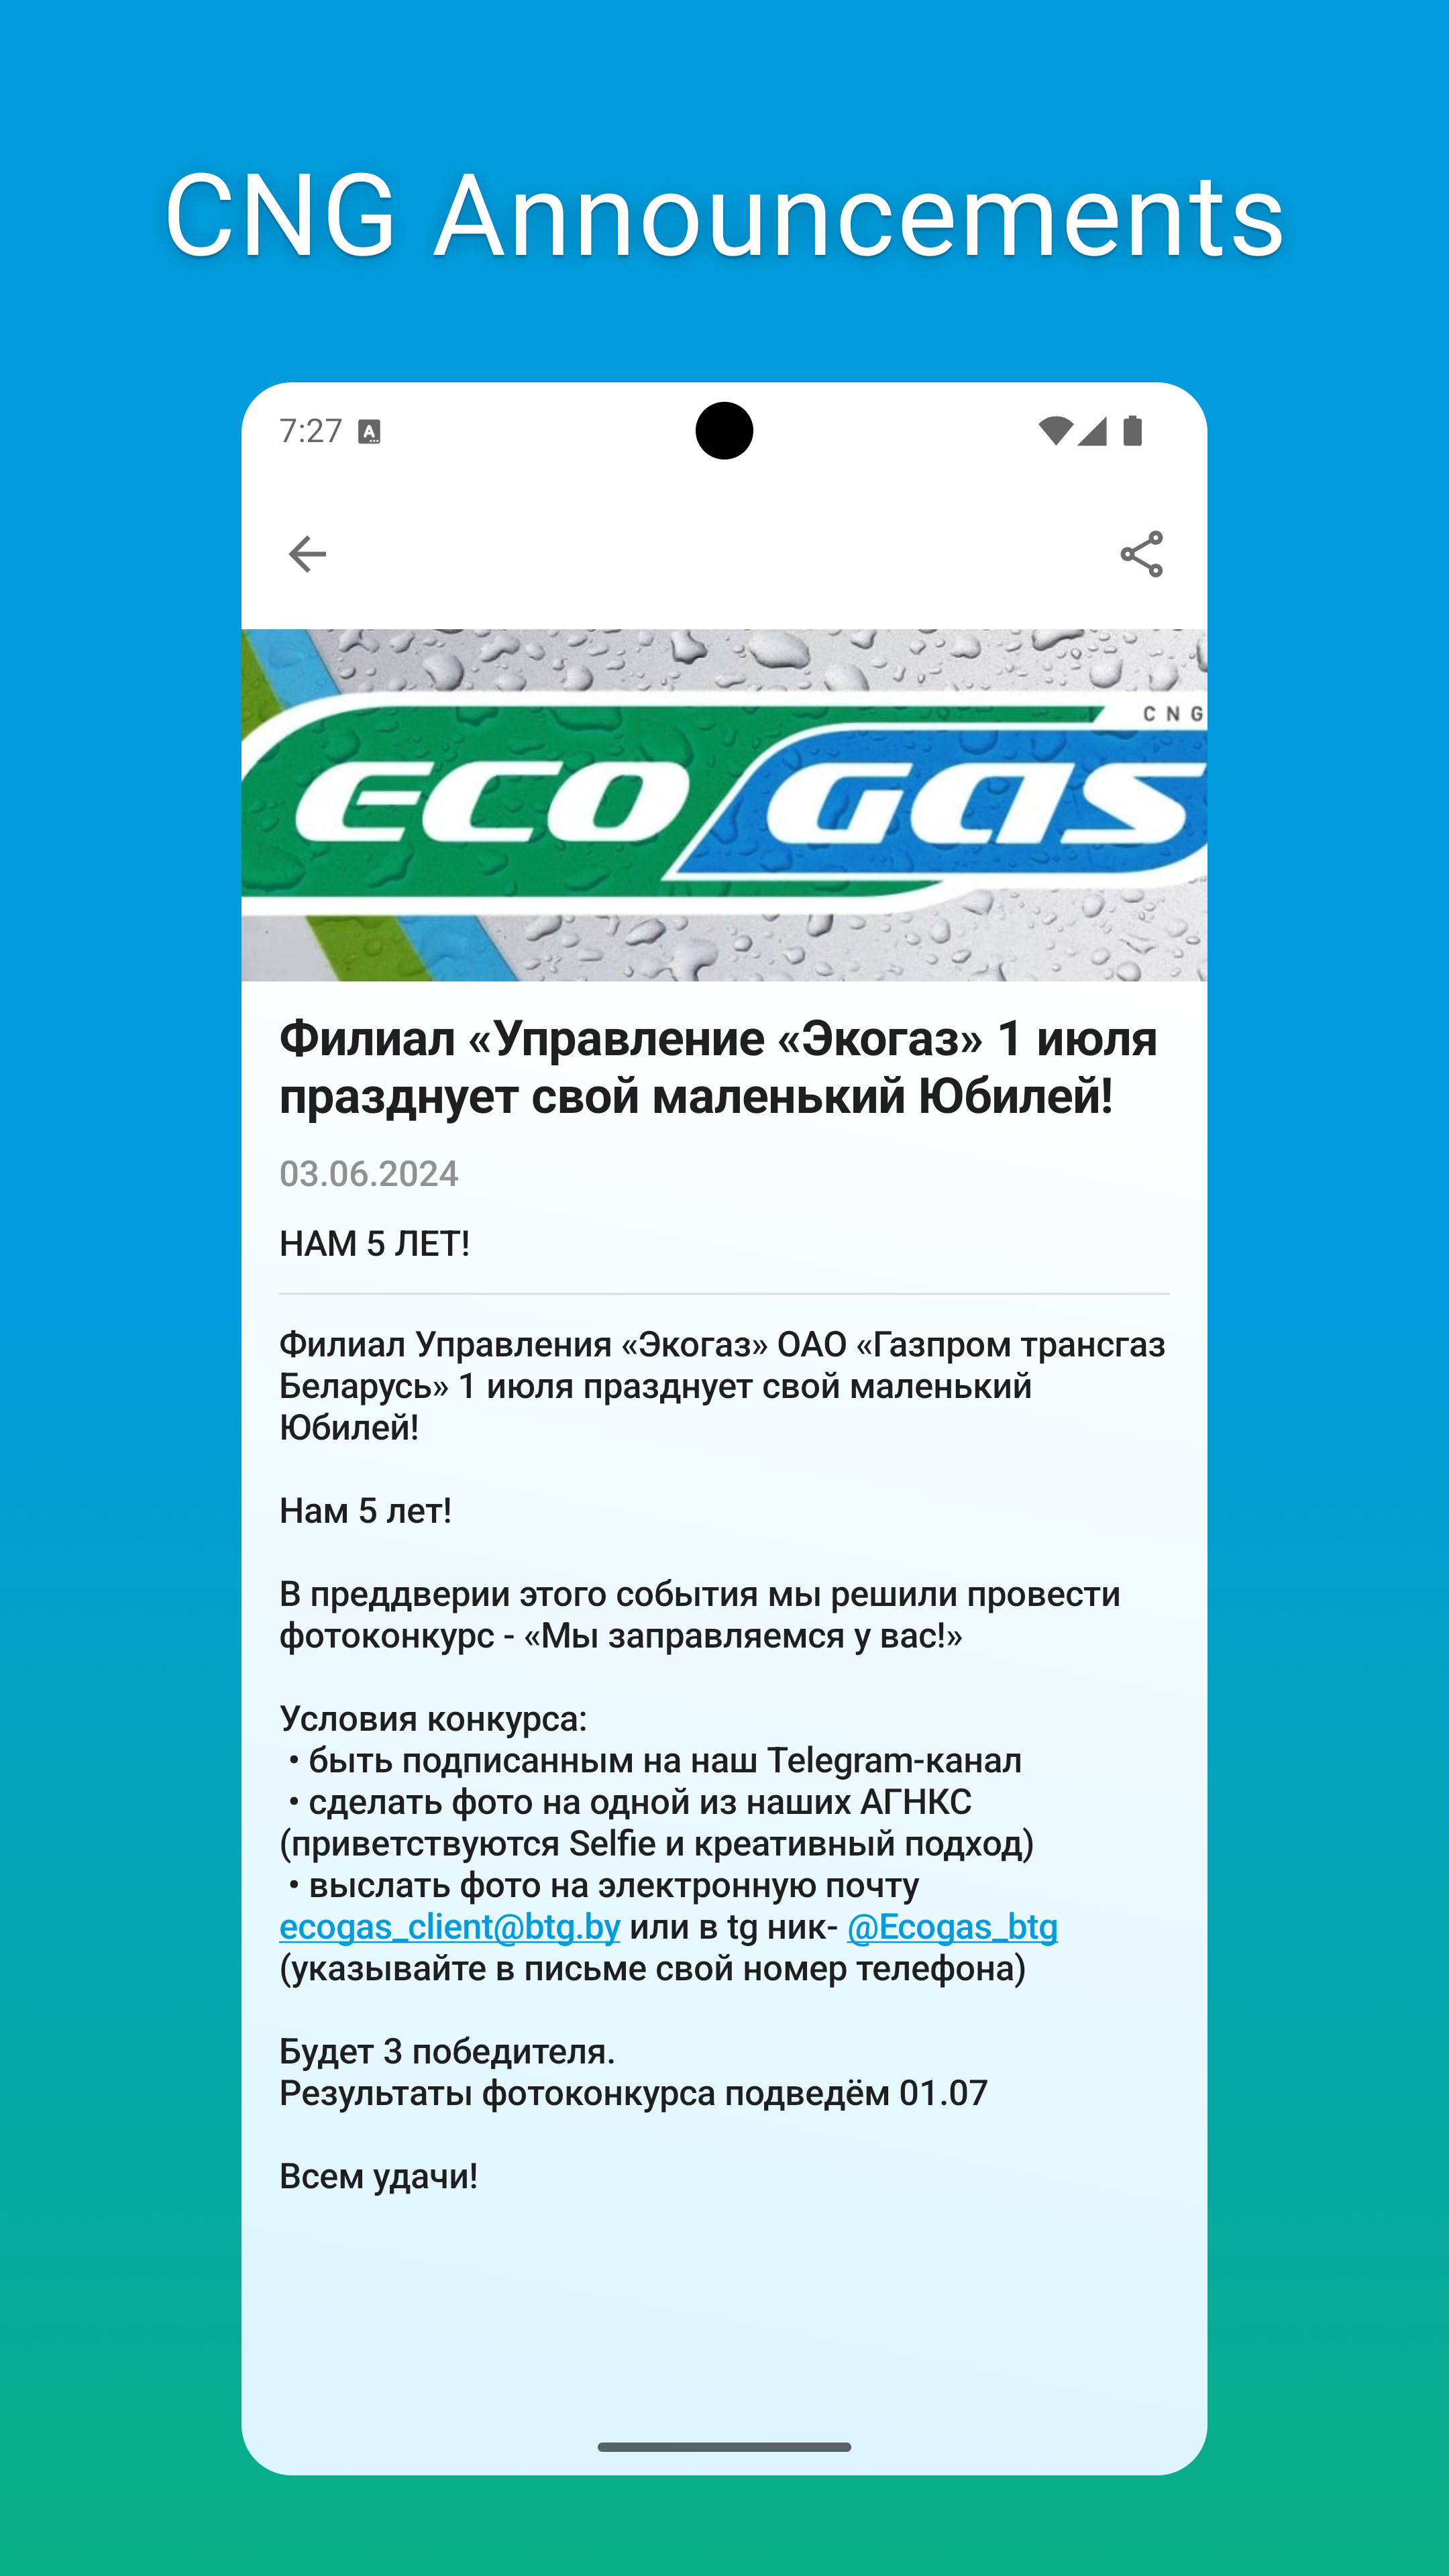 CNG Announcements
7:27 A
CNG
ECO GAS
Филиал «Управление «Экогаз» 1 июля
празднует свой маленький Юбилей!
03.06.2024
НАМ 5 ЛЕТ!
Филиал Управления «Экогаз» ОАО «Газпром трансгаз
Беларусь» 1 июля празднует свой маленький
Юбилей!
Нам 5 лет!
В преддверии этого события мы решили провести
фотоконкурс - «Мы заправляемся у вас!»
Условия конкурса:
• быть подписанным на наш Telegram-канал
• сделать фото на одной из наших АГНКС
(приветствуются Selfie и креативный подход)
• выслать фото на электронную почту
ecogas_client@btg.by или в tg ник- @Ecogas_btg
(указывайте в письме свой номер телефона)
Будет 3 победителя.
Результаты фотоконкурса подведём 01.07
Всем удачи!